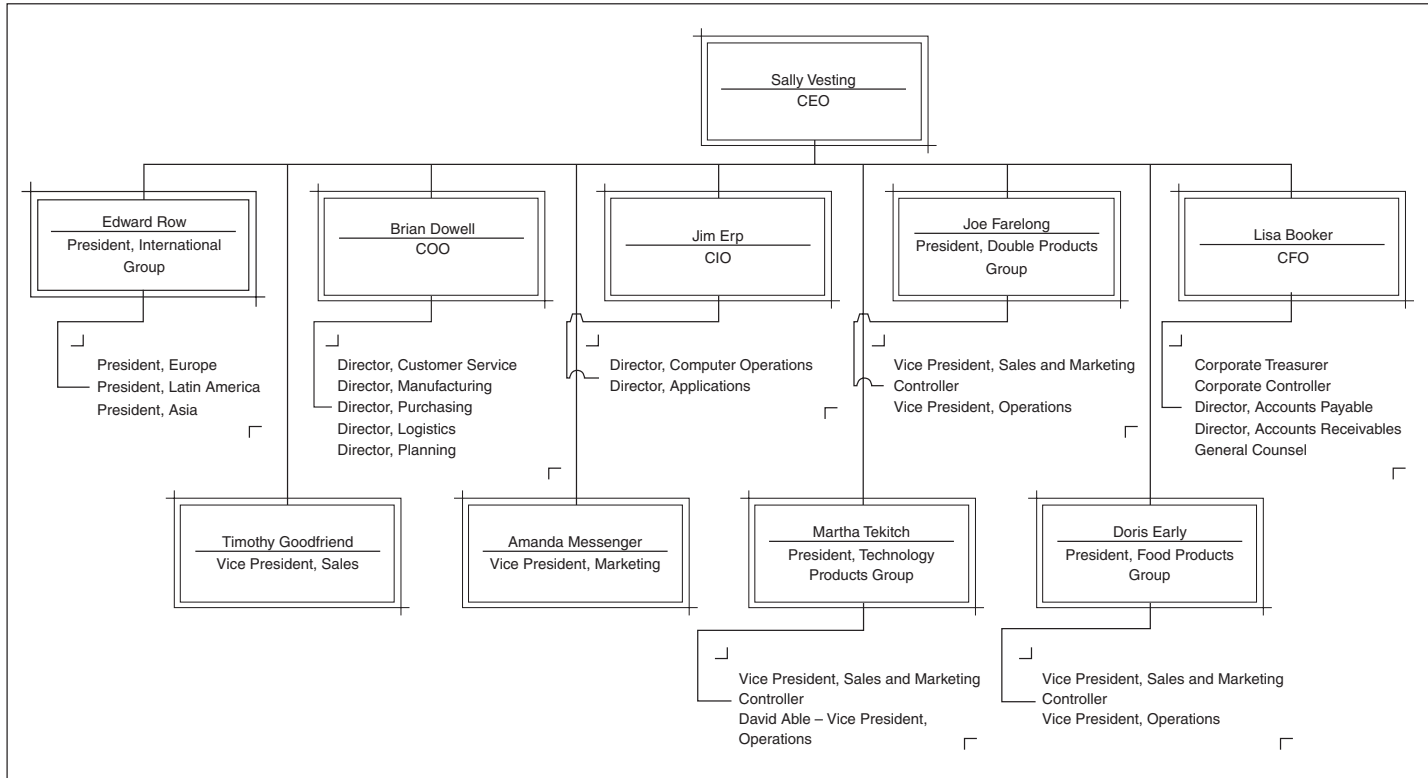 Sally Vesting
CEO
Edward Row
President, International
Group
Brian Dowell
COO
Jim Erp
CIO
Joe Farelong
President, Double Products
Group
Lisa Booker
CFO
President, Europe
President, Latin America
President, Asia
Director, Customer Service
Director, Manufacturing
Director, Purchasing
Director, Logistics
Director, Planning
Director, Computer Operations
Director, Applications
Vice President, Sales and Marketing
Controller
Vice President, Operations
Corporate Treasurer
Corporate Controller
Director, Accounts Payable
Director, Accounts Receivables
General Counsel
Timothy Goodfriend
Vice President, Sales
Amanda Messenger
Vice President, Marketing
Martha Tekitch
President, Technology
Products Group
Doris Early
President, Food Products
Group
Vice President, Sales and Marketing
Controller
David Able – Vice President,
Operations
Vice President, Sales and Marketing
Controller
Vice President, Operations